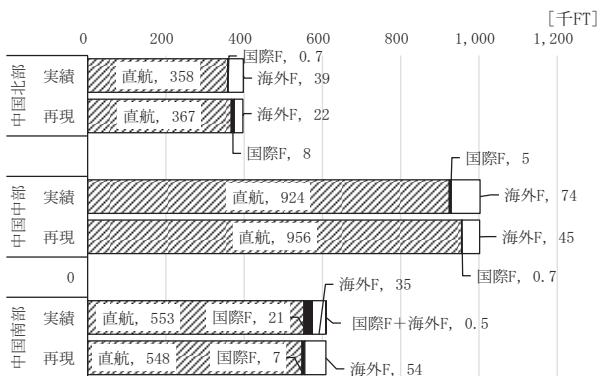 [千FT]
0 200 400 600 800 1,000 1,200
中国北部
実績
直航, 358
国際F, 0.7
海外F, 39
再現
直航, 367
海外F, 22
国際F, 8
中国中部
実績
直航, 924
国際F, 5
海外F, 74
再現
直航, 956
海外F, 45
国際F, 0.7
0
中国南部
実績
直航, 553
国際F, 21
海外F, 35
国際F+海外F, 0.5
再現
直航, 548
国際F, 7
海外F, 54